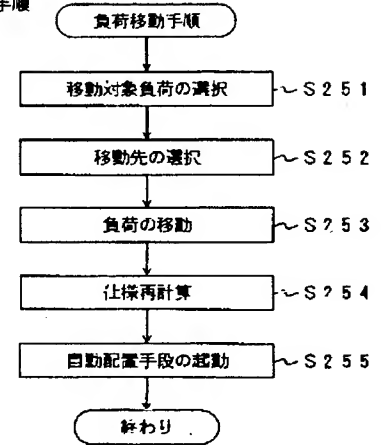 手順
負荷移動手順
移動対象負荷の選択 S251
移動先の選択 S252
負荷の移動 S253
仕様再計算 S254
自動配置手段の起動 S255
終わり